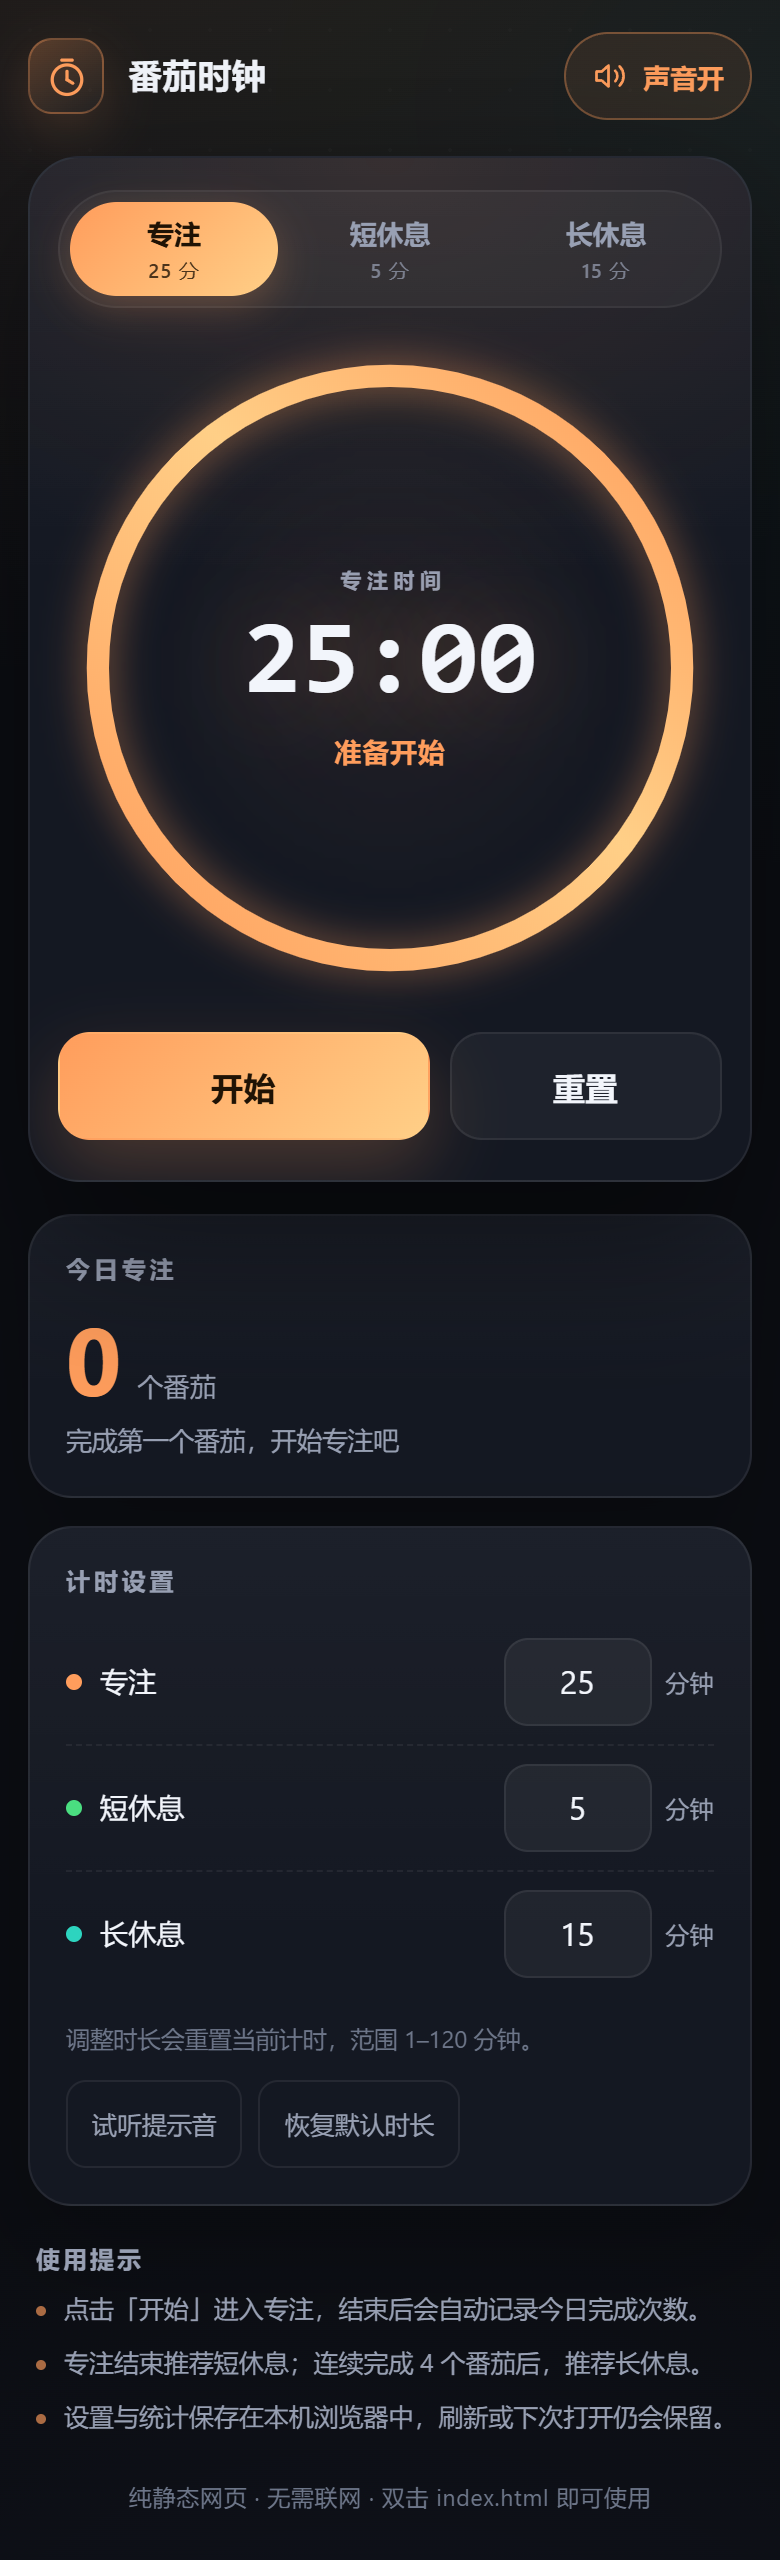 番茄时钟
声音开
专注
25 分
短休息
5 分
长休息
15 分
专注时间
25:00
准备开始
开始
重置
今日专注
0 个番茄
完成第一个番茄，开始专注吧
计时设置
专注 25 分钟
短休息 5 分钟
长休息 15 分钟
调整时长会重置当前计时，范围 1–120 分钟。
试听提示音
恢复默认时长
使用提示
点击「开始」进入专注，结束后会自动记录今日完成次数。
专注结束推荐短休息；连续完成 4 个番茄后，推荐长休息。
设置与统计保存在本机浏览器中，刷新或下次打开仍会保留。
纯静态网页 · 无需联网 · 双击 index.html 即可使用